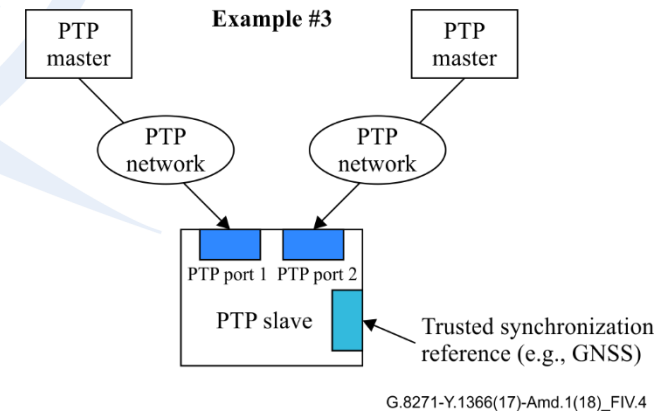 Example #3
PTP
master
PTP
master
PTP
network
PTP
network
PTP port 1
PTP port 2
PTP slave
Trusted synchronization
reference (e.g., GNSS)
G.8271-Y.1366(17)-Amd.1(18)_FIV.4